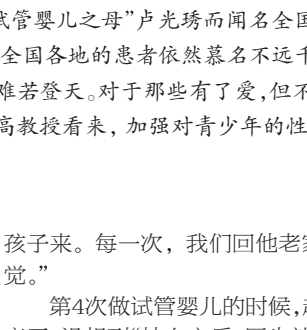 试管婴儿之母”卢光琇而闻名全国
全国各地的患者依然慕名不远千
难若登天。对于那些有了爱,但不
高教授看来，加强对青少年的性
孩子来。每一次，我们回他老家
觉。”
第4次做试管婴儿的时候,赵